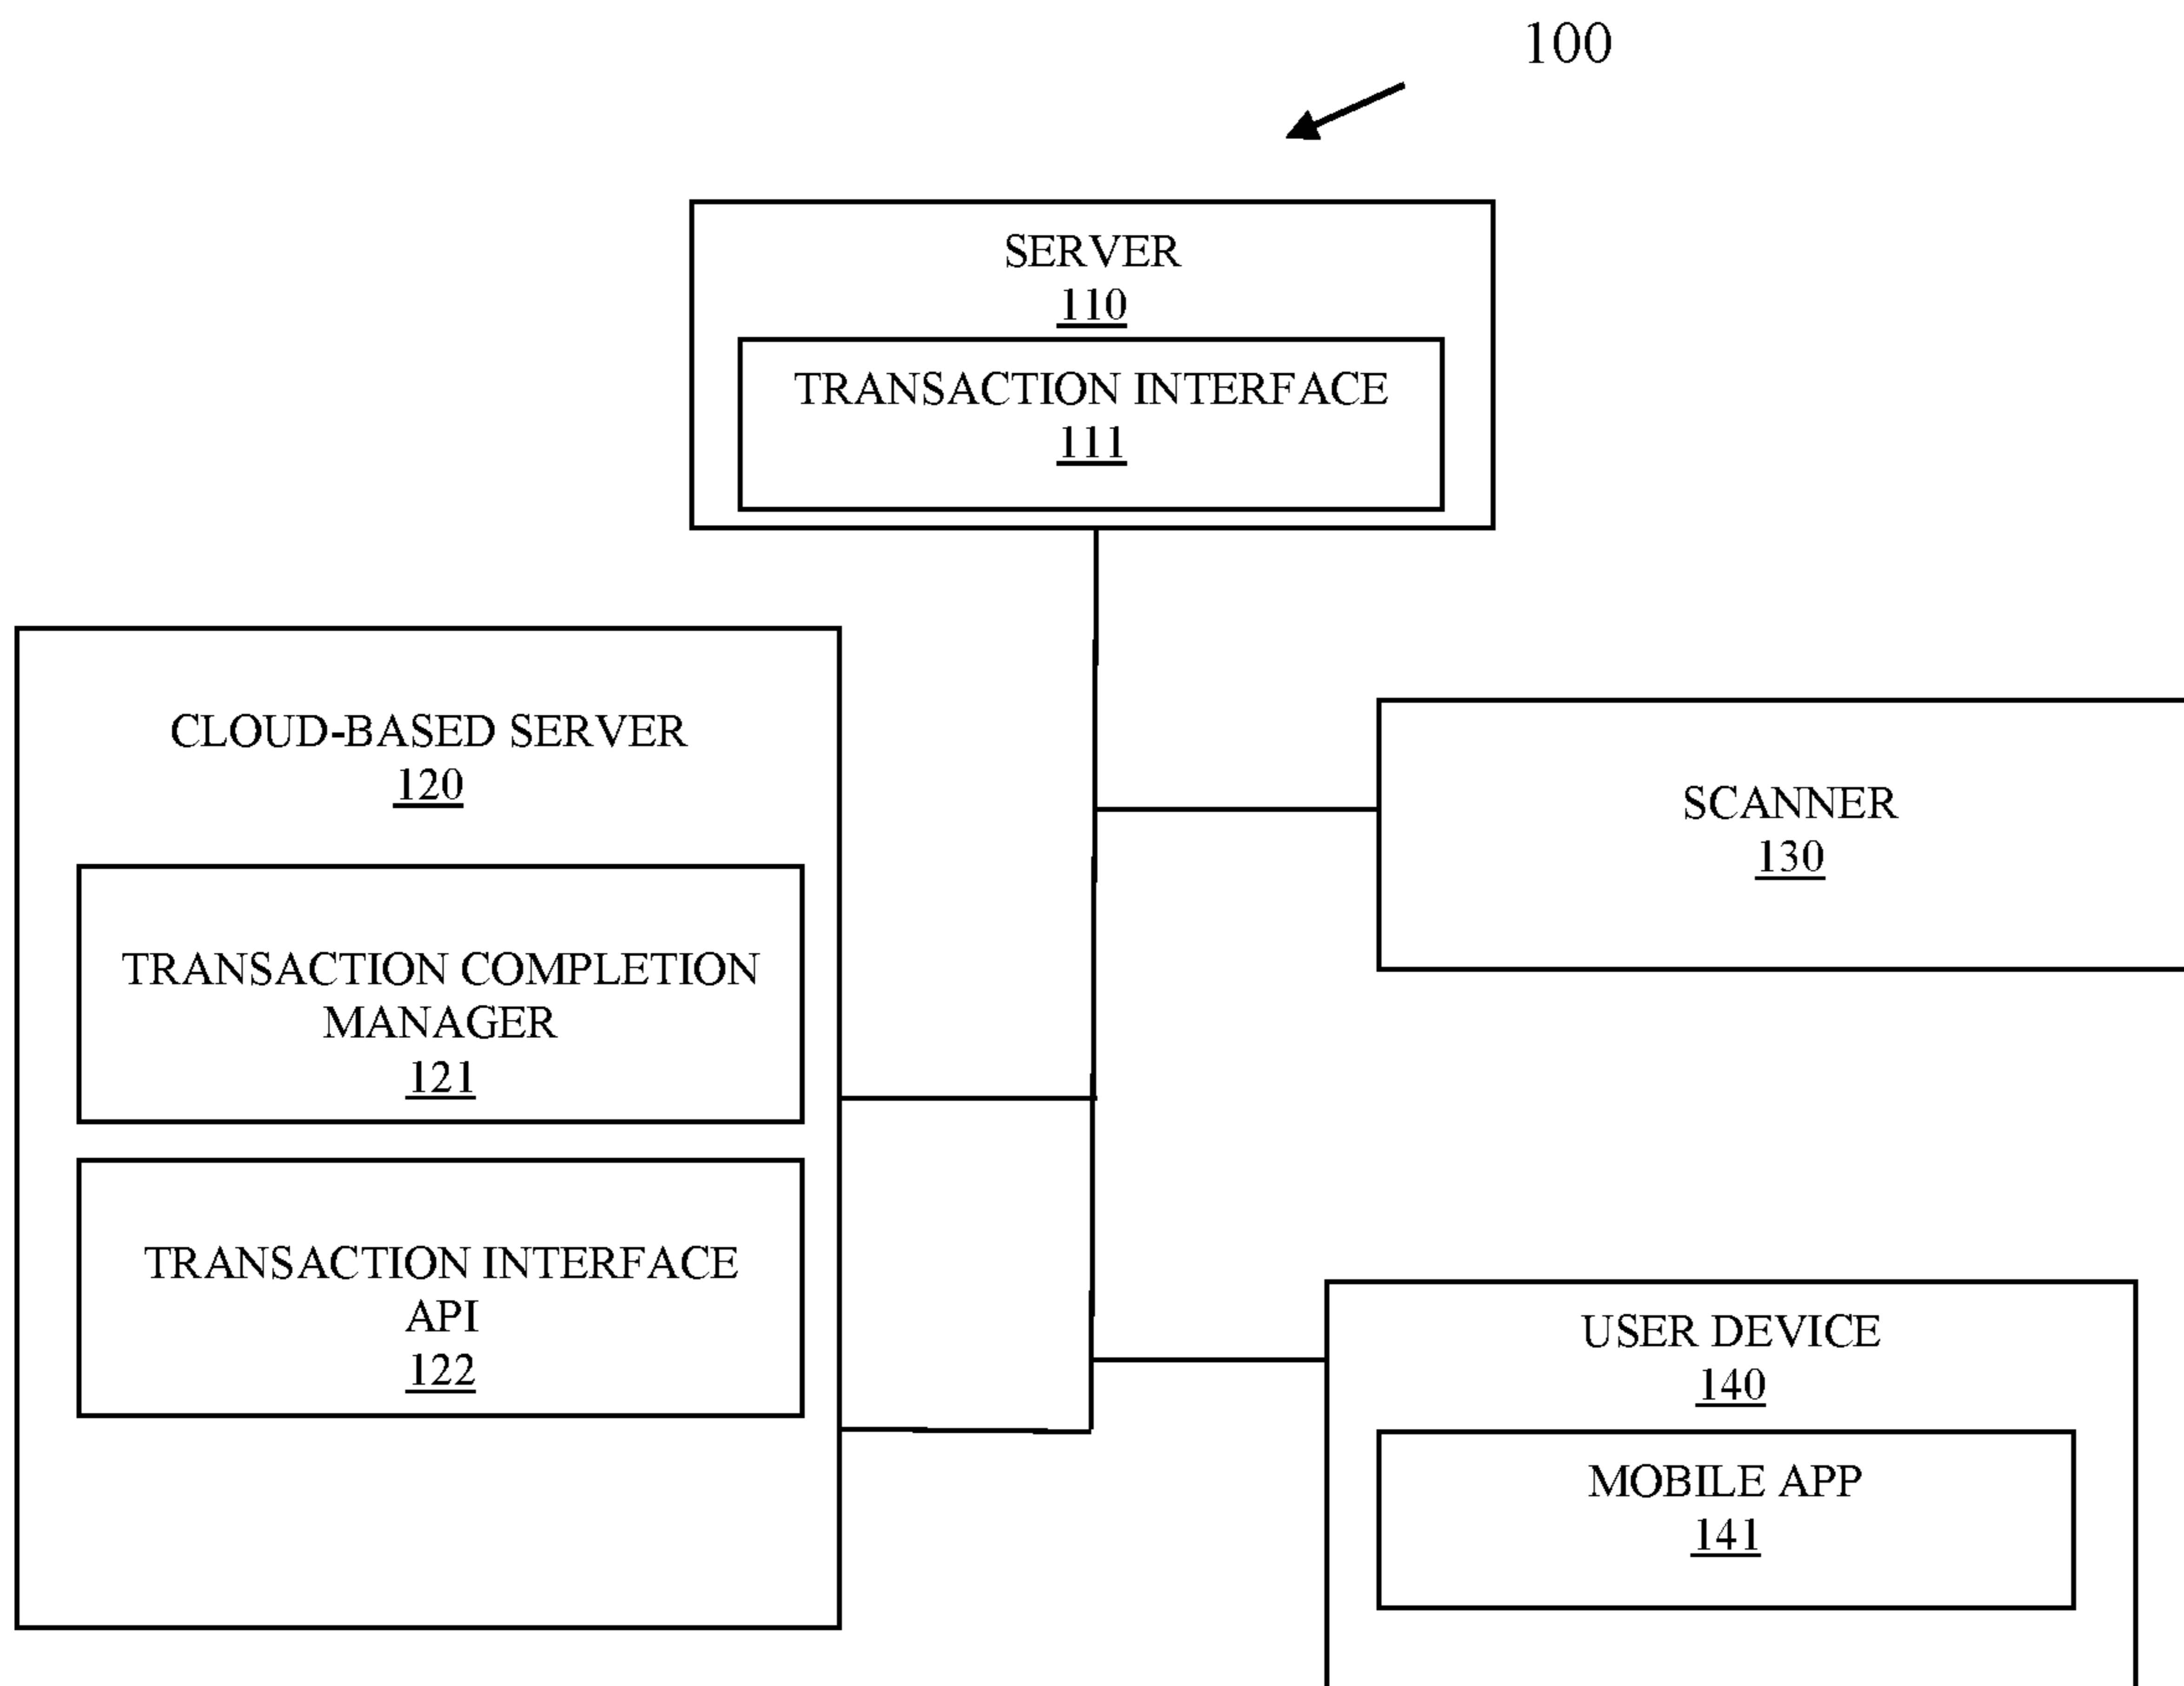 100
SERVER
110
TRANSACTION INTERFACE
111
CLOUD-BASED SERVER
120
TRANSACTION COMPLETION
MANAGER
121
TRANSACTION INTERFACE
API
122
SCANNER
130
USER DEVICE
140
MOBILE APP
141